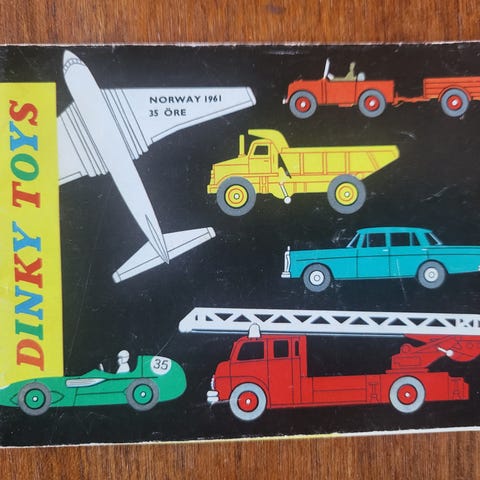 DINKY TOYS
NORWAY 1961
35 ÖRE
35